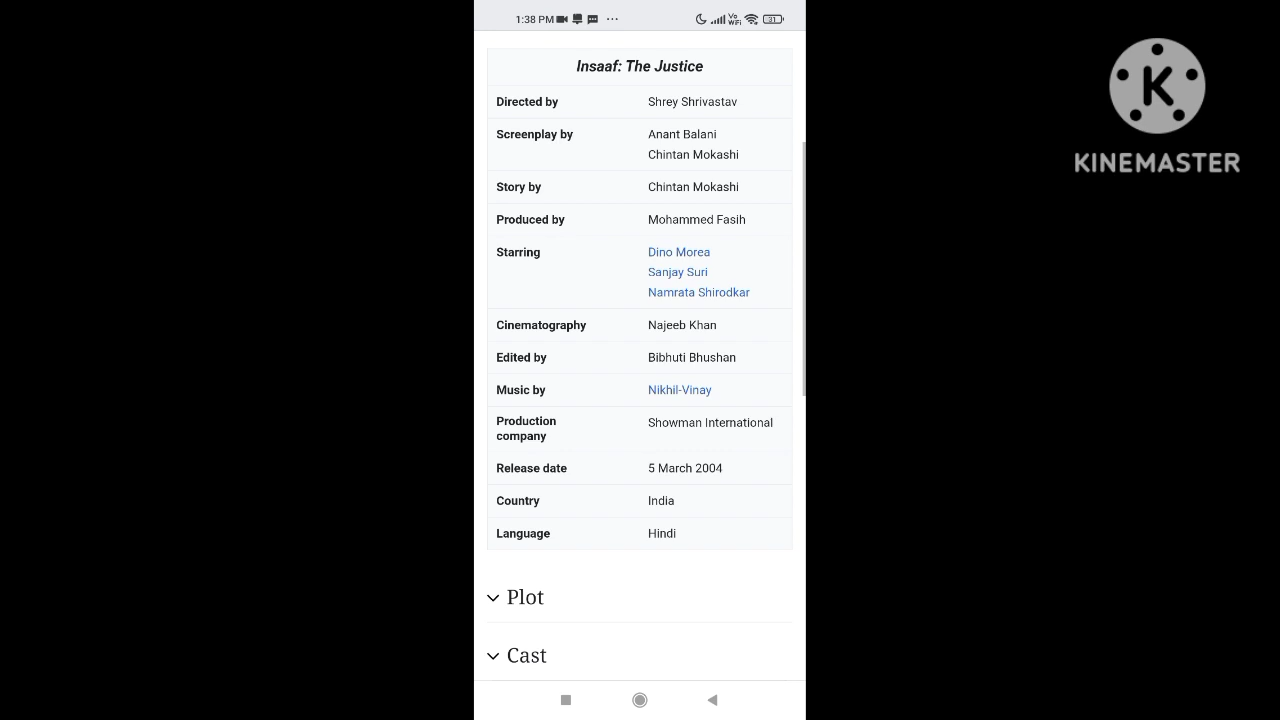 1:38 PM
Vo
WiFi
31
K
KINEMASTER
Insaaf: The Justice
Directed by Shrey Shrivastav
Screenplay by Anant Balani
Chintan Mokashi
Story by Chintan Mokashi
Produced by Mohammed Fasih
Starring Dino Morea
Sanjay Suri
Namrata Shirodkar
Cinematography Najeeb Khan
Edited by Bibhuti Bhushan
Music by Nikhil-Vinay
Production Showman International
company
Release date 5 March 2004
Country India
Language Hindi
Plot
Cast